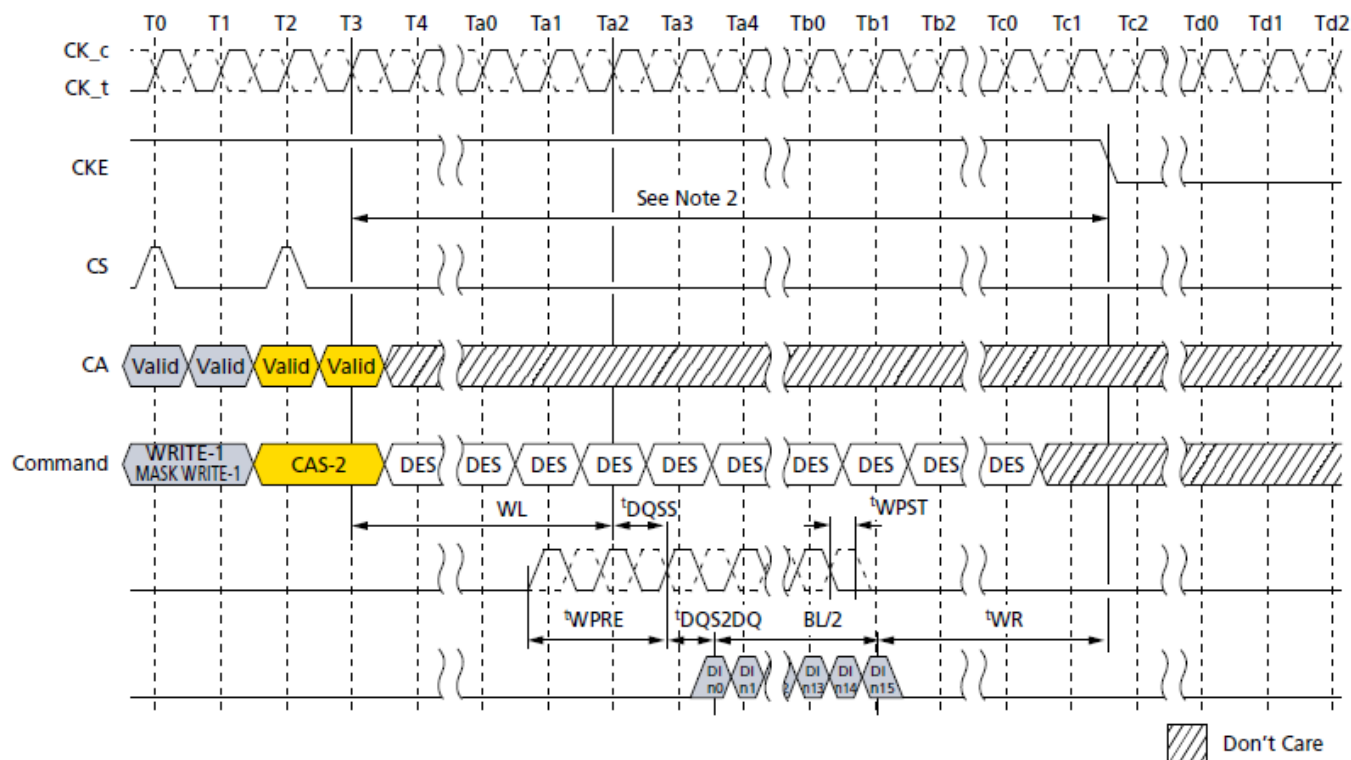 T0 T1 T2 T3 T4 Ta0 Ta1 Ta2 Ta3 Ta4 Tb0 Tb1 Tb2 Tc0 Tc1 Tc2 Td0 Td1 Td2
CK_c
CK_t
CKE
See Note 2
CS
CA Valid Valid Valid Valid
Command WRITE-1 MASK WRITE-1 CAS-2 DES DES DES DES DES DES DES DES DES DES
WL tDQSS tWPST
tWPRE tDQS2DQ BL/2 tWR
DI n0 DI n1 DI n13 DI n14 DI n15
Don't Care